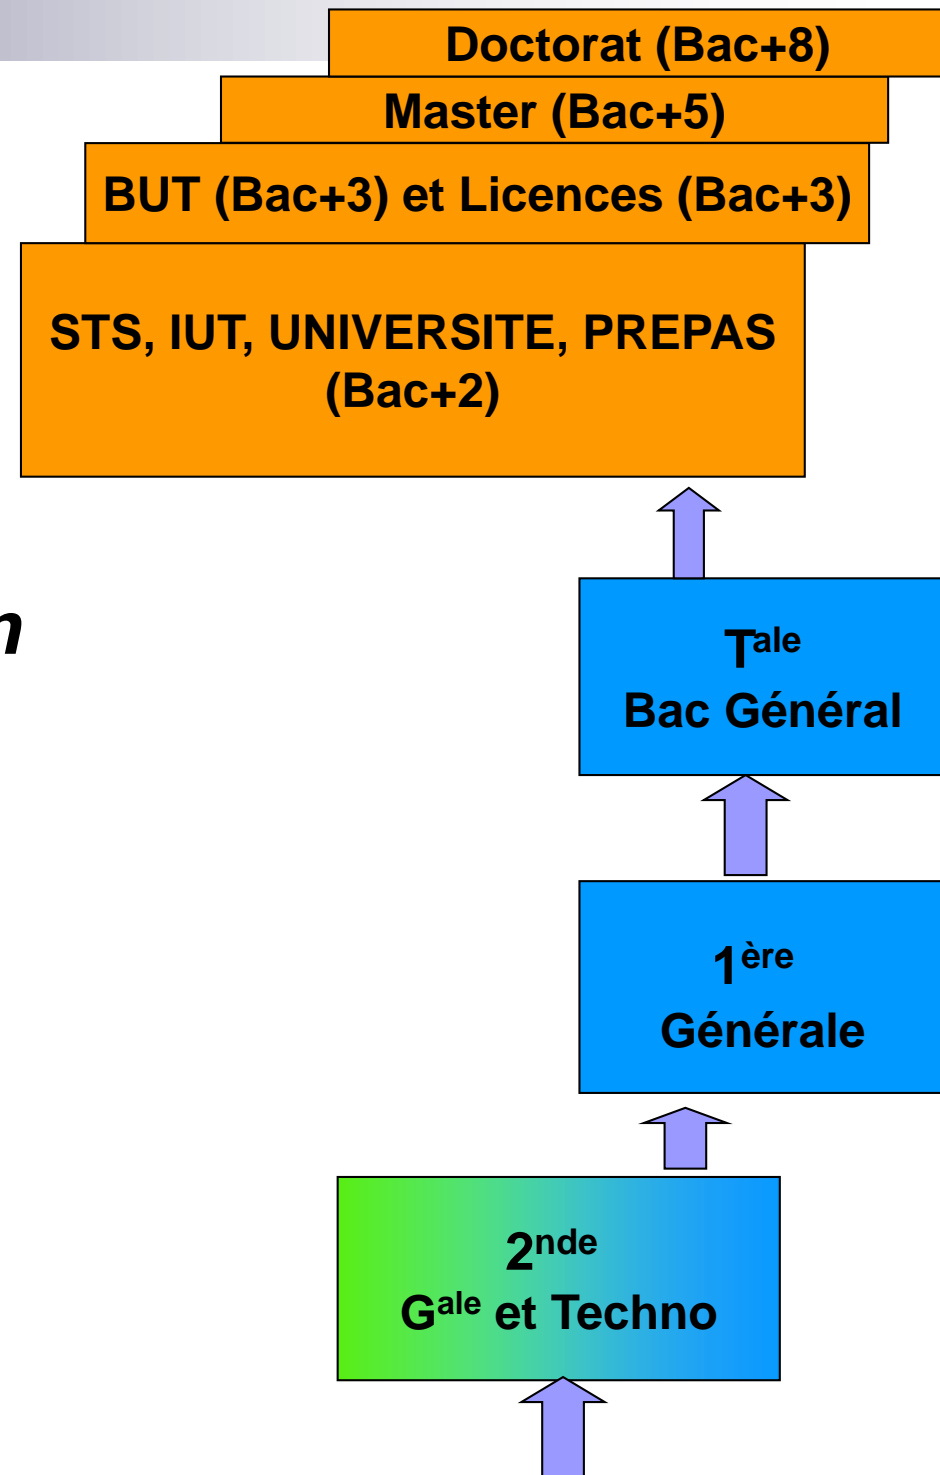 Doctorat (Bac+8)
Master (Bac+5)
BUT (Bac+3) et Licences (Bac+3)
STS, IUT, UNIVERSITE, PREPAS
(Bac+2)
n
Tale
Bac Général
1ère
Générale
2nde
Gale et Techno